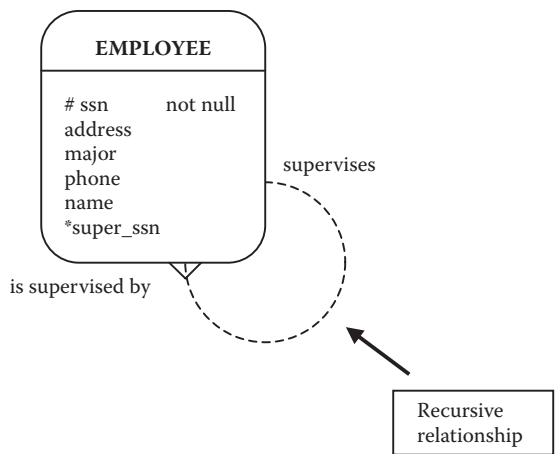 EMPLOYEE
# ssn not null
address
major
phone
name
*super_ssn
supervises
is supervised by
Recursive
relationship